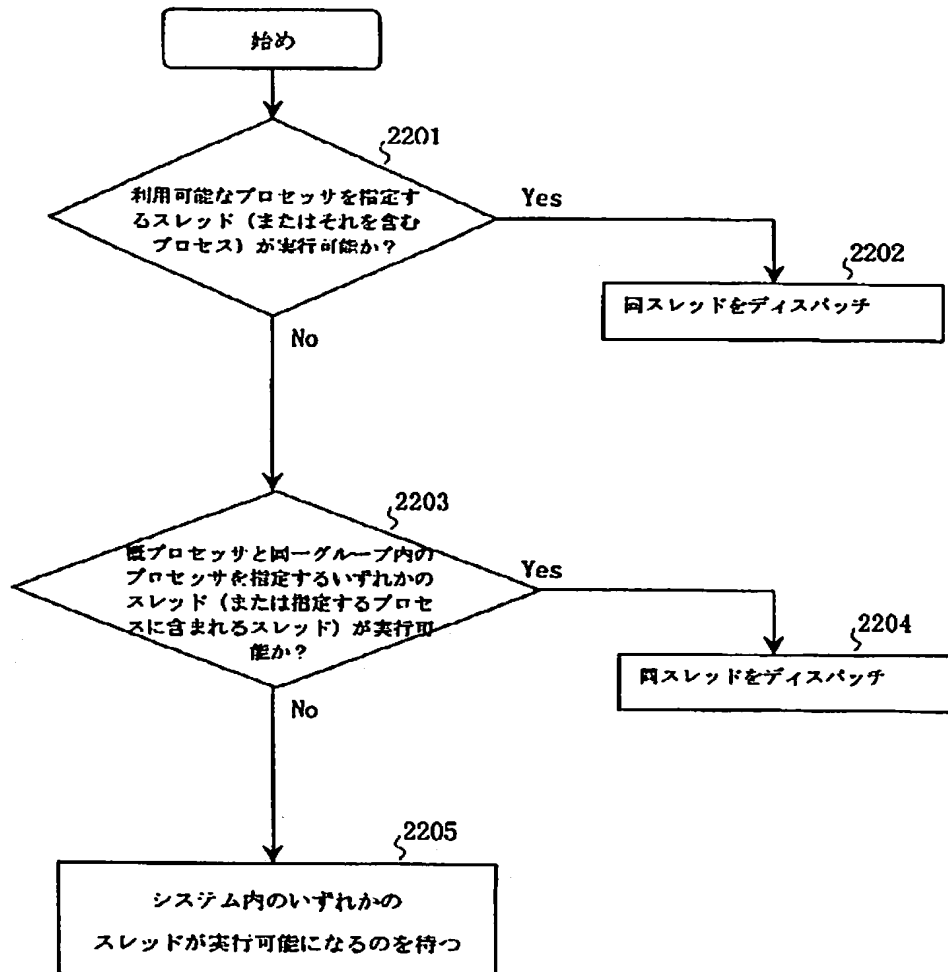 始め
2201
利用可能なプロセッサを指定す
るスレッド（またはそれを含む
プロセス）が実行可能か？
Yes
2202
同スレッドをディスパッチ
No
2203
プロセッサと同一グループ内の
プロセッサを指定するいずれかの
スレッド（または指定するプロセ
スに含まれるスレッド）が実行可
能か？
Yes
2204
同スレッドをディスパッチ
No
2205
システム内のいずれかの
スレッドが実行可能になるのを待つ